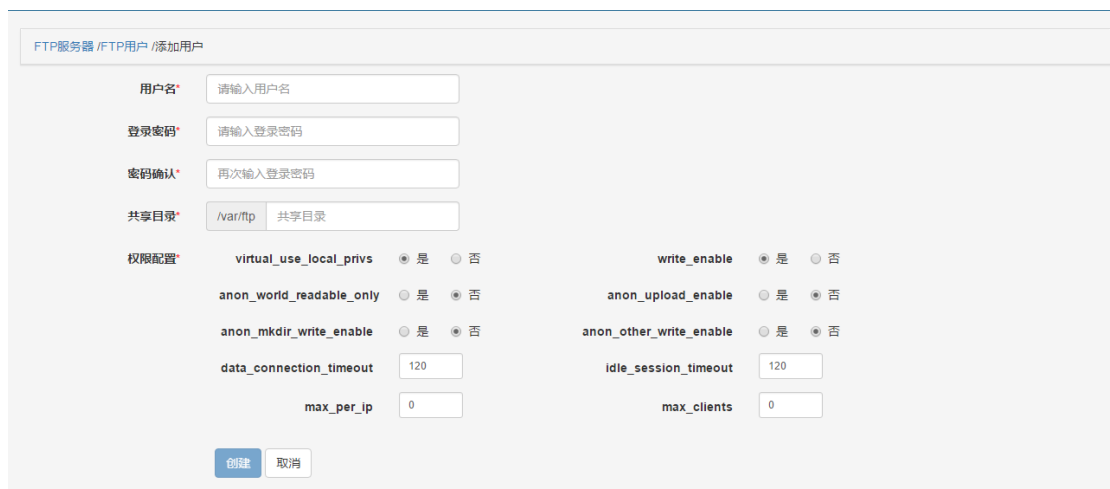 FTP服务器 /FTP用户 /添加用户
用户名* 请输入用户名
登录密码* 请输入登录密码
密码确认* 再次输入登录密码
共享目录* /var/ftp 共享目录
权限配置* virtual_use_local_privs 是 否 write_enable 是 否
anon_world_readable_only 是 否 anon_upload_enable 是 否
anon_mkdir_write_enable 是 否 anon_other_write_enable 是 否
data_connection_timeout 120 idle_session_timeout 120
max_per_ip 0 max_clients 0
创建 取消